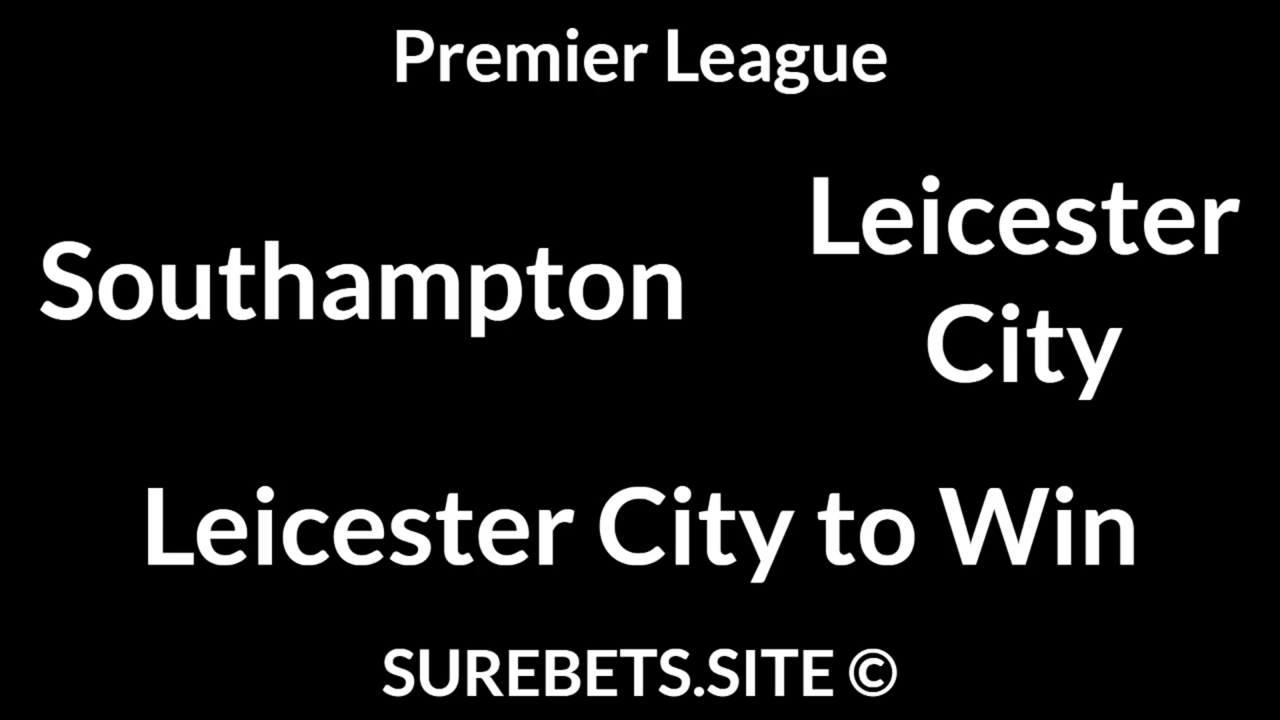 Premier League
Southampton
Leicester
City
Leicester City to Win
SUREBETS.SITE ©